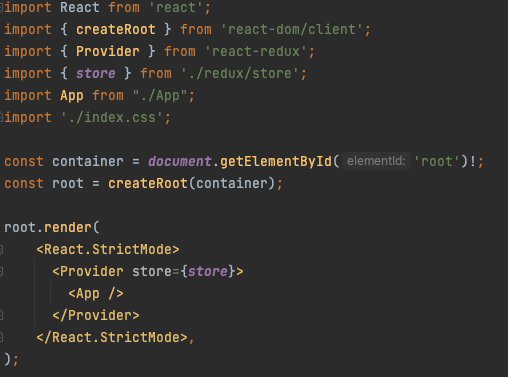 import React from 'react';
import { createRoot } from 'react-dom/client';
import { Provider } from 'react-redux';
import { store } from './redux/store';
import App from "./App";
import './index.css';

const container = document.getElementById( elementId: 'root')!;
const root = createRoot(container);

root.render(
    <React.StrictMode>
      <Provider store={store}>
        <App />
      </Provider>
    </React.StrictMode>,
);